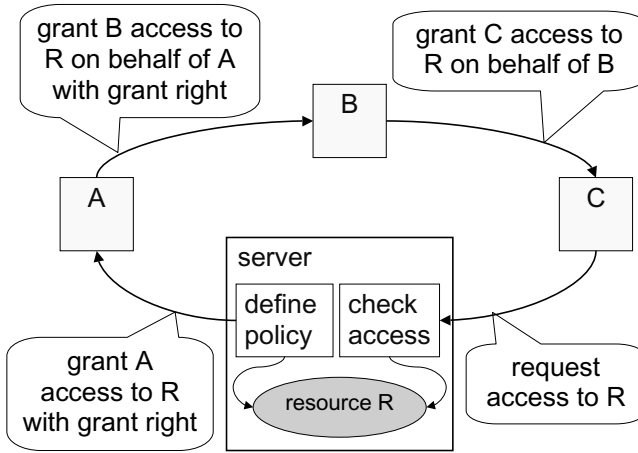 grant B access to
R on behalf of A
with grant right
grant C access to
R on behalf of B
B
A
C
server
define
policy
check
access
resource R
grant A
access to R
with grant right
request
access to R